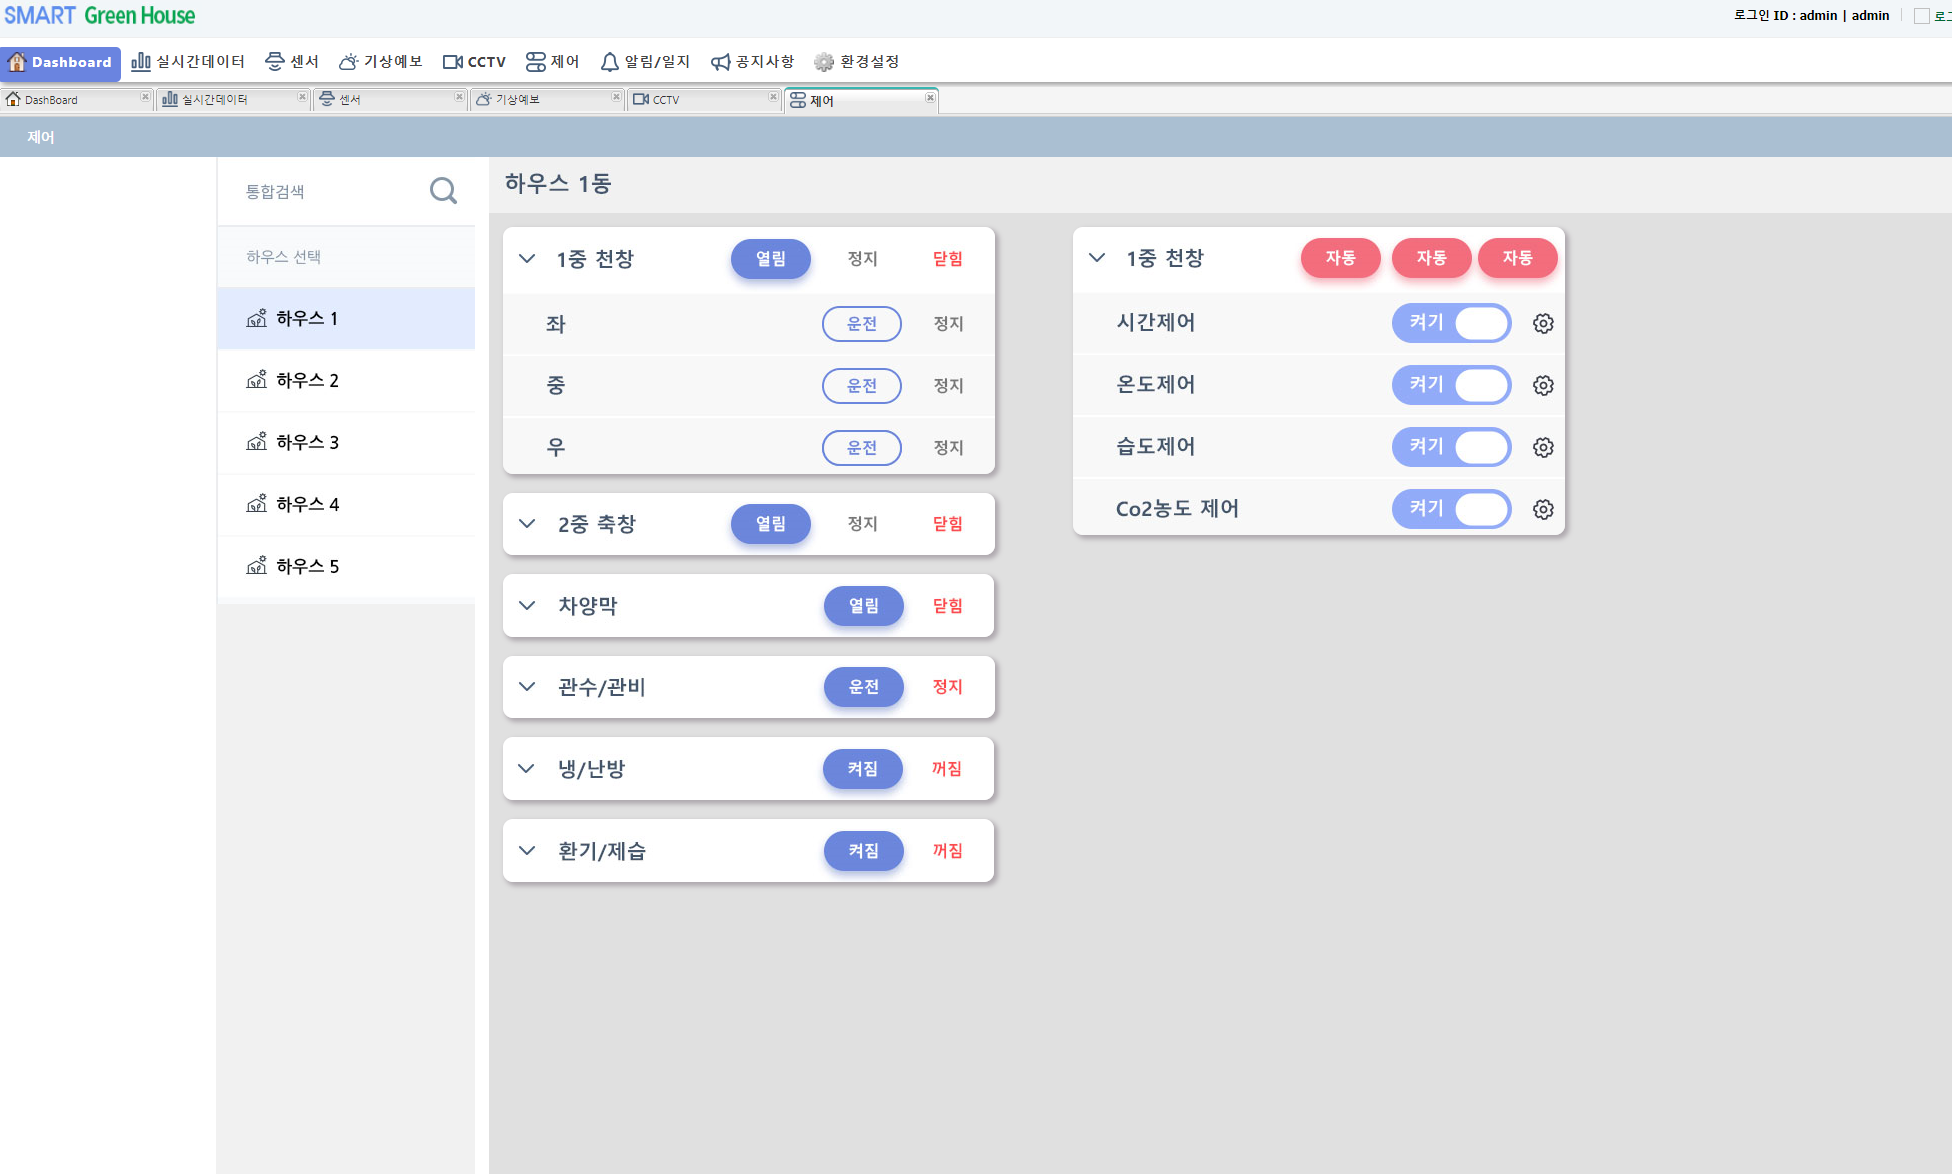 SMART Green House
로그인 ID : admin | admin
Dashboard 실시간데이터 센서 기상예보 CCTV 제어 알림/일지 공지사항 환경설정
DashBoard 실시간데이터 센서 기상예보 CCTV 제어
제어
통합검색
하우스 선택
하우스 1
하우스 2
하우스 3
하우스 4
하우스 5
하우스 1동
1중 천창 열림 정지 닫힘
좌 운전 정지
중 운전 정지
우 운전 정지
2중 축창 열림 정지 닫힘
차양막 열림 닫힘
관수/관비 운전 정지
냉/난방 켜짐 꺼짐
환기/제습 켜짐 꺼짐
1중 천창 자동 자동 자동
시간제어 켜기
온도제어 켜기
습도제어 켜기
Co2농도 제어 켜기